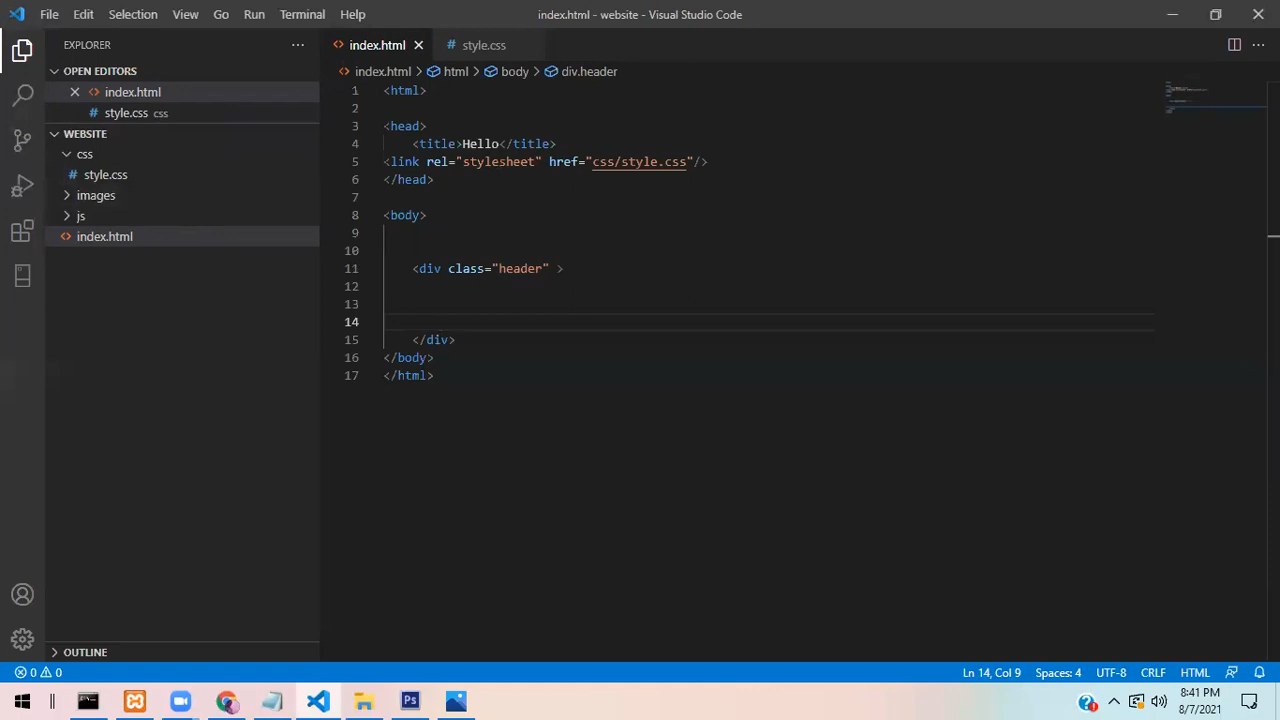 File Edit Selection View Go Run Terminal Help
index.html - website - Visual Studio Code
EXPLORER
OPEN EDITORS
index.html
style.css css
WEBSITE
css
style.css
images
js
index.html
OUTLINE
index.html
style.css
index.html > html > body > div.header
1 <html>
2
3 <head>
4 <title>Hello</title>
5 <link rel="stylesheet" href="css/style.css"/>
6 </head>
7
8 <body>
9
10
11 <div class="header" >
12
13
14
15 </div>
16 </body>
17 </html>
0 0
Ln 14, Col 9 Spaces: 4 UTF-8 CRLF HTML
Ps
8:41 PM
8/7/2021